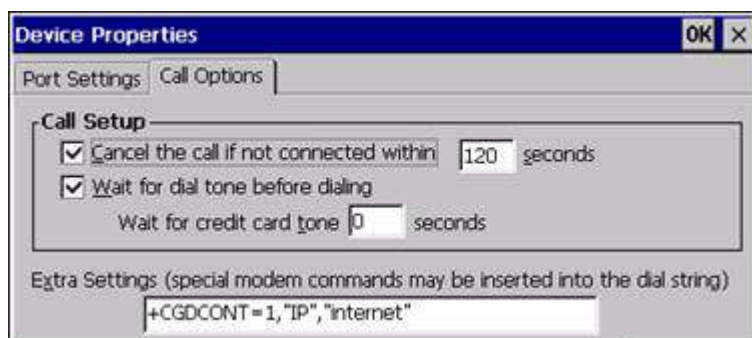 Device Properties OK ×
Port Settings Call Options
Call Setup
Cancel the call if not connected within 120 seconds
Wait for dial tone before dialing
Wait for credit card tone 0 seconds
Extra Settings (special modem commands may be inserted into the dial string)
+CGDCONT=1,"IP","internet"